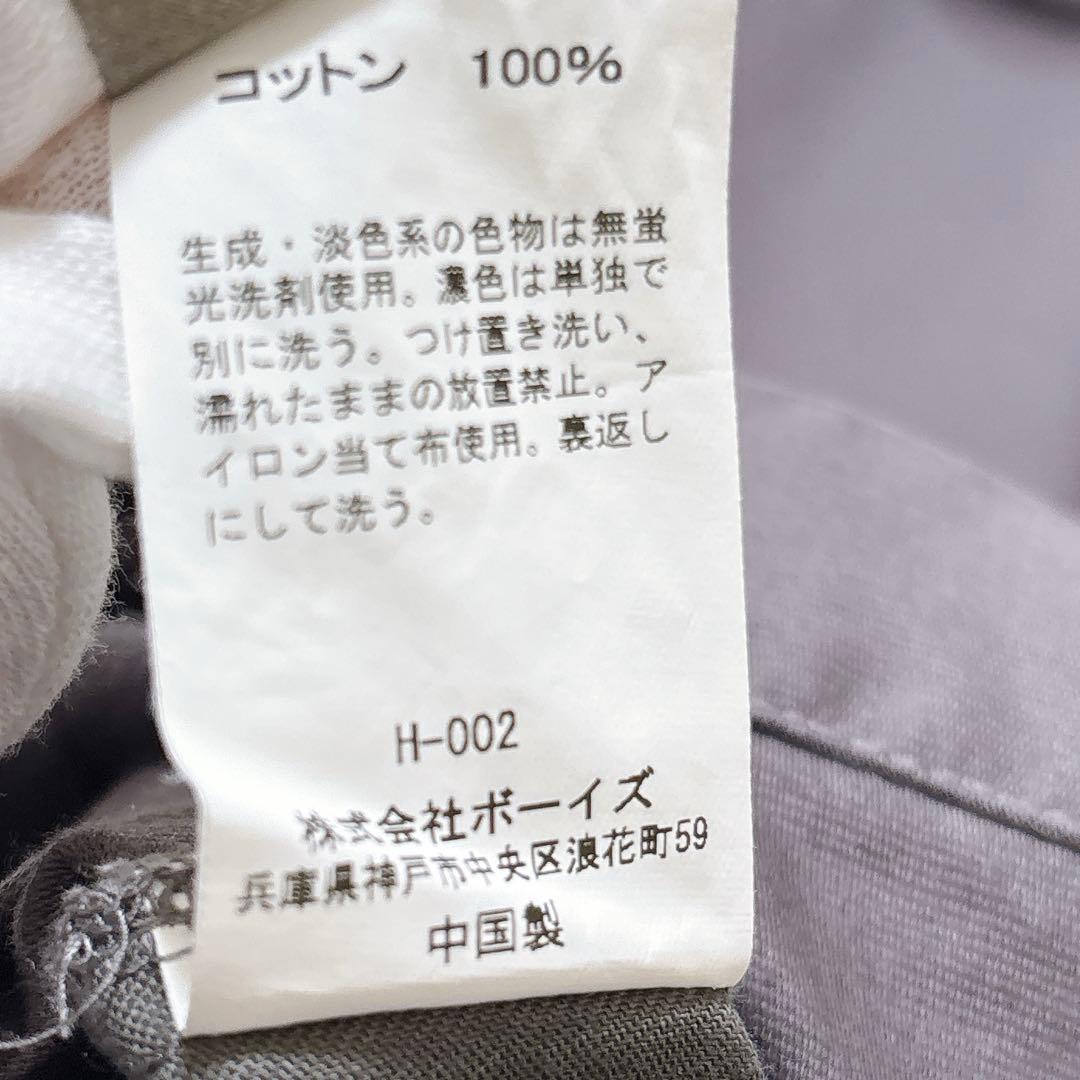 コットン 100%
生成・淡色系の色物は無蛍
光洗剤使用。濃色は単独で
別に洗う。つけ置き洗い、
濡れたままの放置禁止。ア
イロン当て布使用。裏返し
にして洗う。
H-002
株式会社ボーイズ
兵庫県神戸市中央区浪花町59
中国製